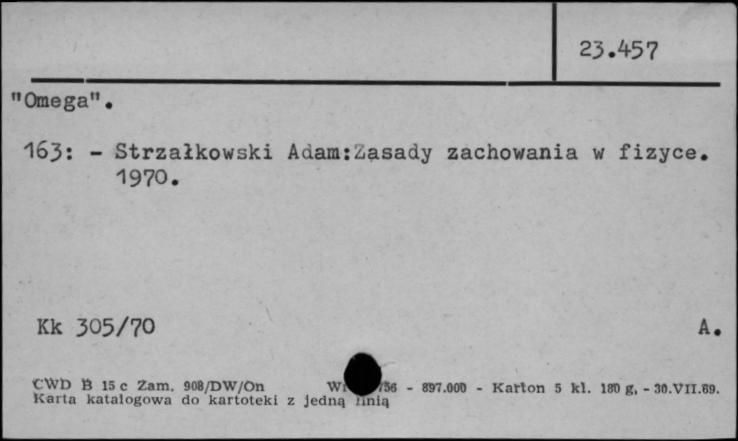 23.457
"Omega".
163: - Strzałkowski Adam:Zasady zachowania w fizyce.
1970.
Kk 305/70 A.
CWD B 15 c Zam. 908/DW/On - 897.000 - Karton 5 kl. 180 g, - 30.VII.69.
Karta katalogowa do kartoteki z jedną linią